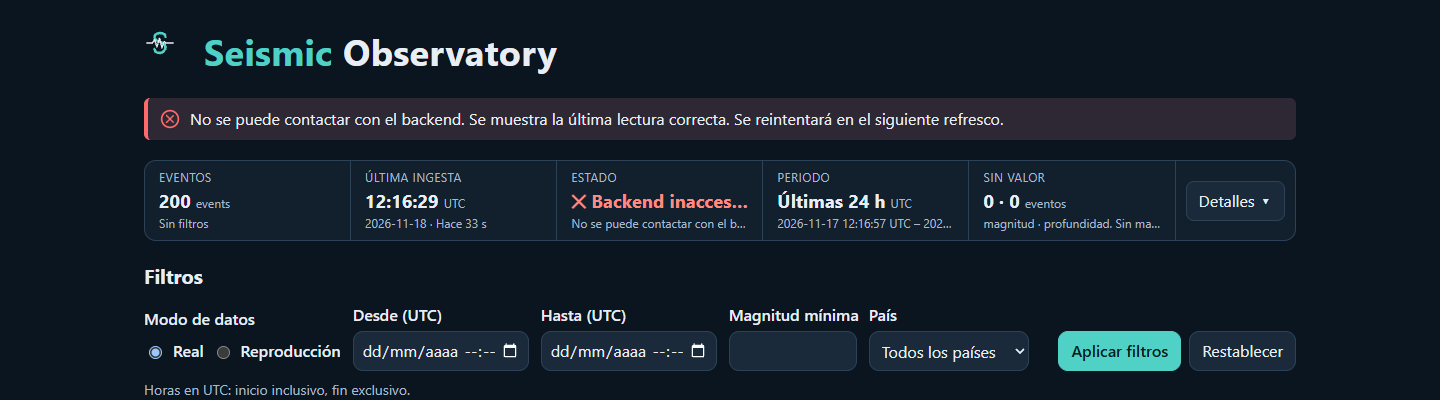 Seismic Observatory
No se puede contactar con el backend. Se muestra la última lectura correcta. Se reintentará en el siguiente refresco.
EVENTOS
200 events
Sin filtros
ÚLTIMA INGESTA
12:16:29 UTC
2026-11-18 · Hace 33 s
ESTADO
❌ Backend inacces…
No se puede contactar con el b…
PERIODO
Últimas 24 h UTC
2026-11-17 12:16:57 UTC – 202…
SIN VALOR
0 · 0 eventos
magnitud · profundidad. Sin ma…
Detalles ▼
Filtros
Modo de datos
Real Reproducción
Desde (UTC)
dd/mm/aaaa --:--
Hasta (UTC)
dd/mm/aaaa --:--
Magnitud mínima
País
Todos los países
Aplicar filtros
Restablecer
Horas en UTC: inicio inclusivo, fin exclusivo.